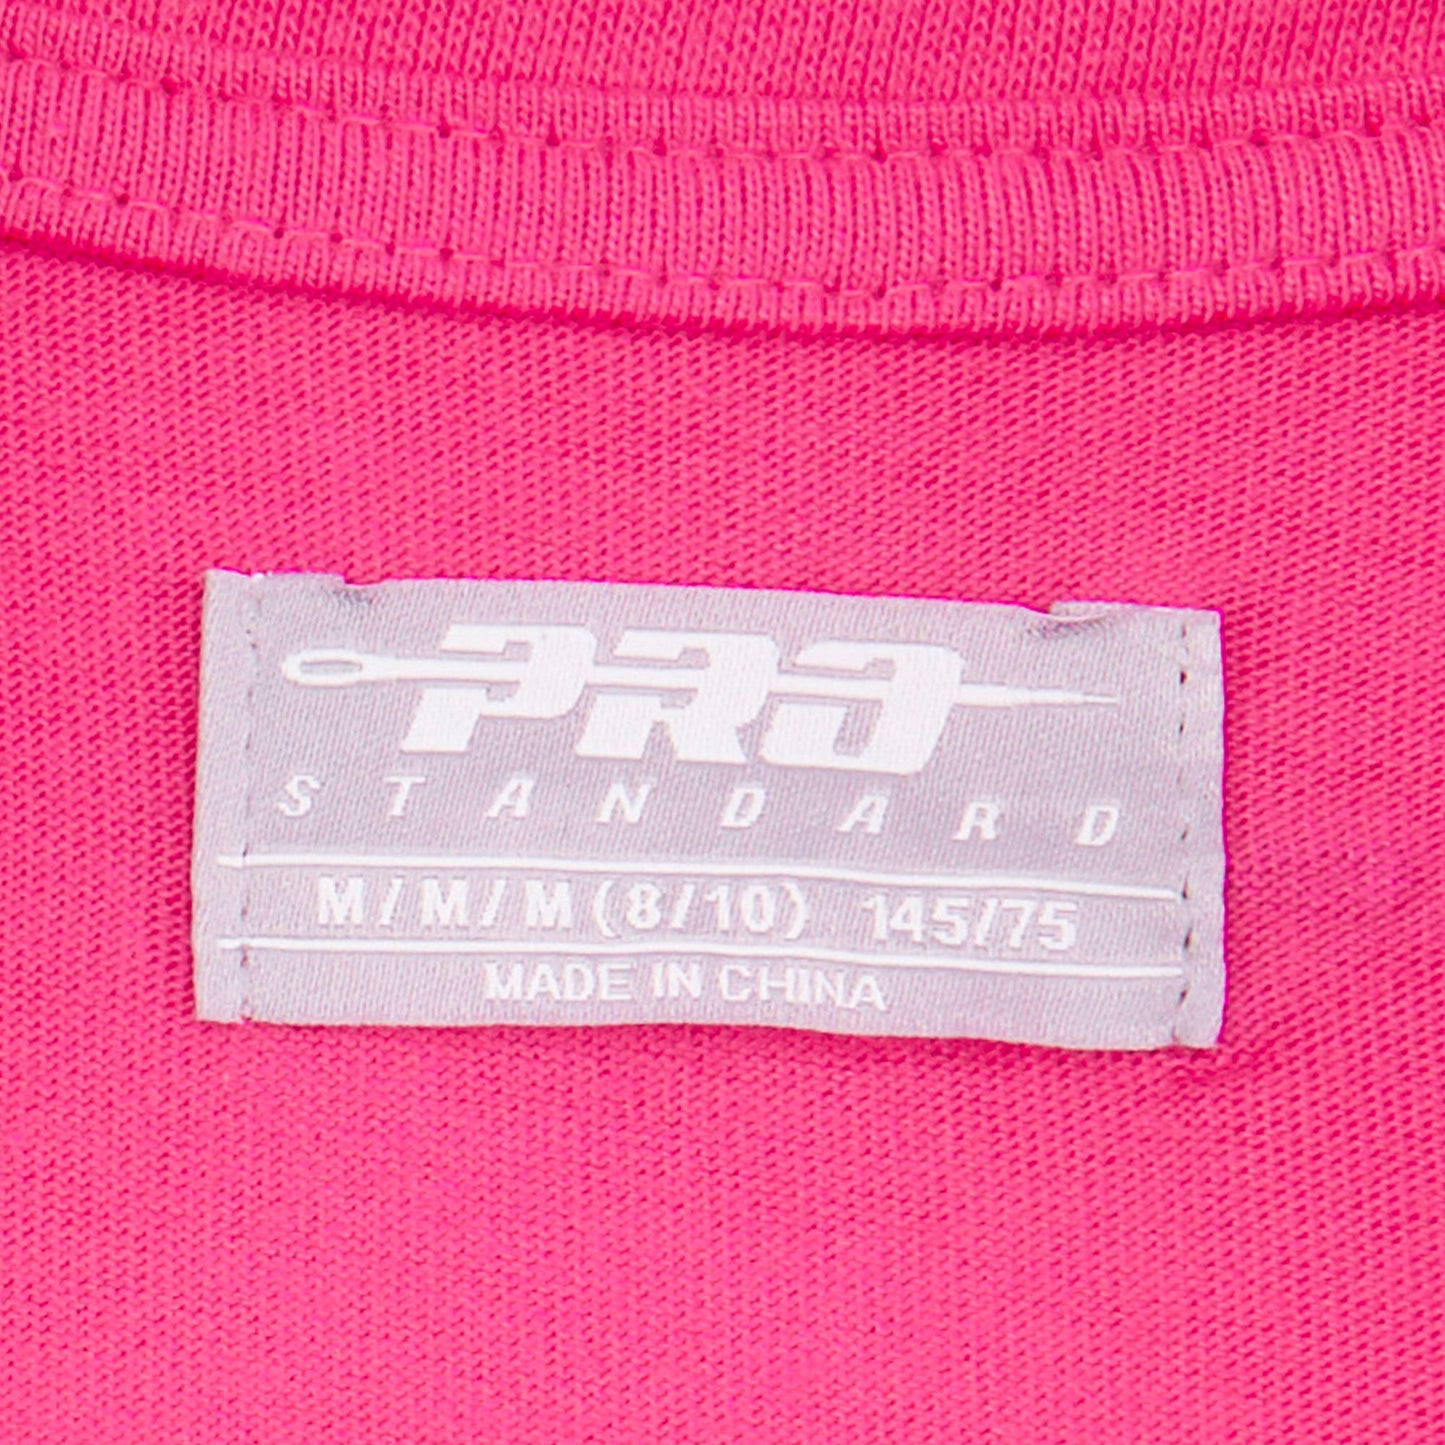 PRO
STANDARD
M/M/M(8/10) 145/75
MADE IN CHINA